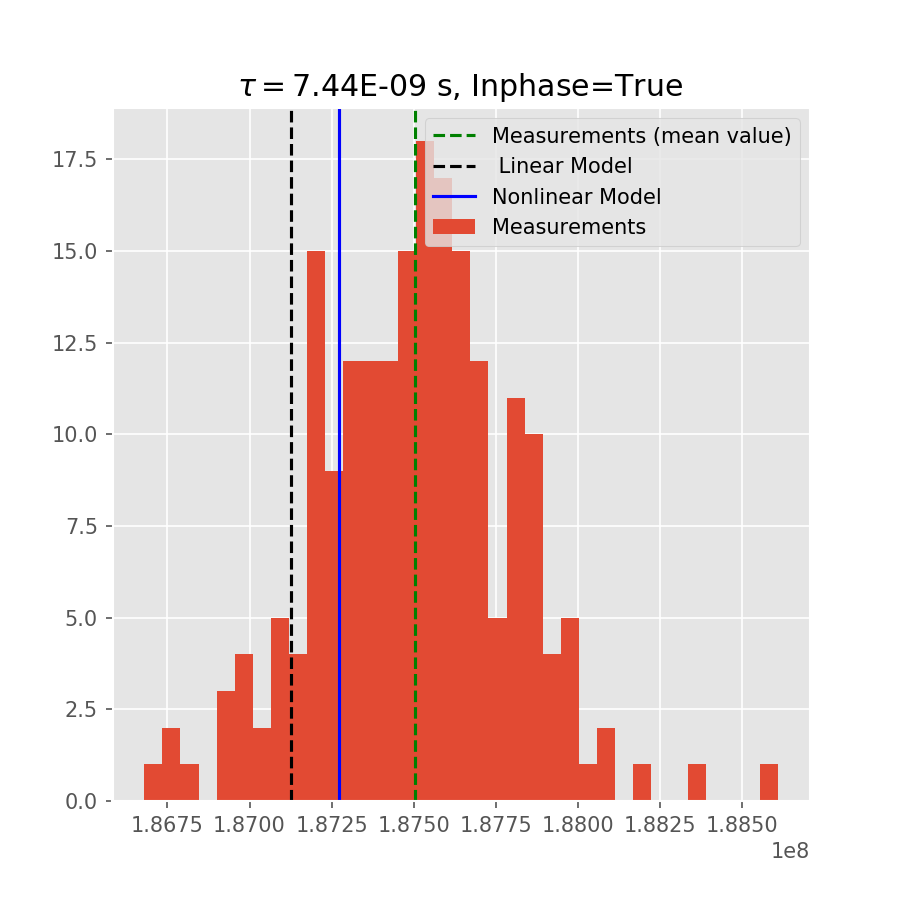 τ = 7.44E-09 s, Inphase=True
Measurements (mean value)
Linear Model
Nonlinear Model
Measurements
17.5
15.0
12.5
10.0
7.5
5.0
2.5
0.0
1.8675 1.8700 1.8725 1.8750 1.8775 1.8800 1.8825 1.8850
1e8